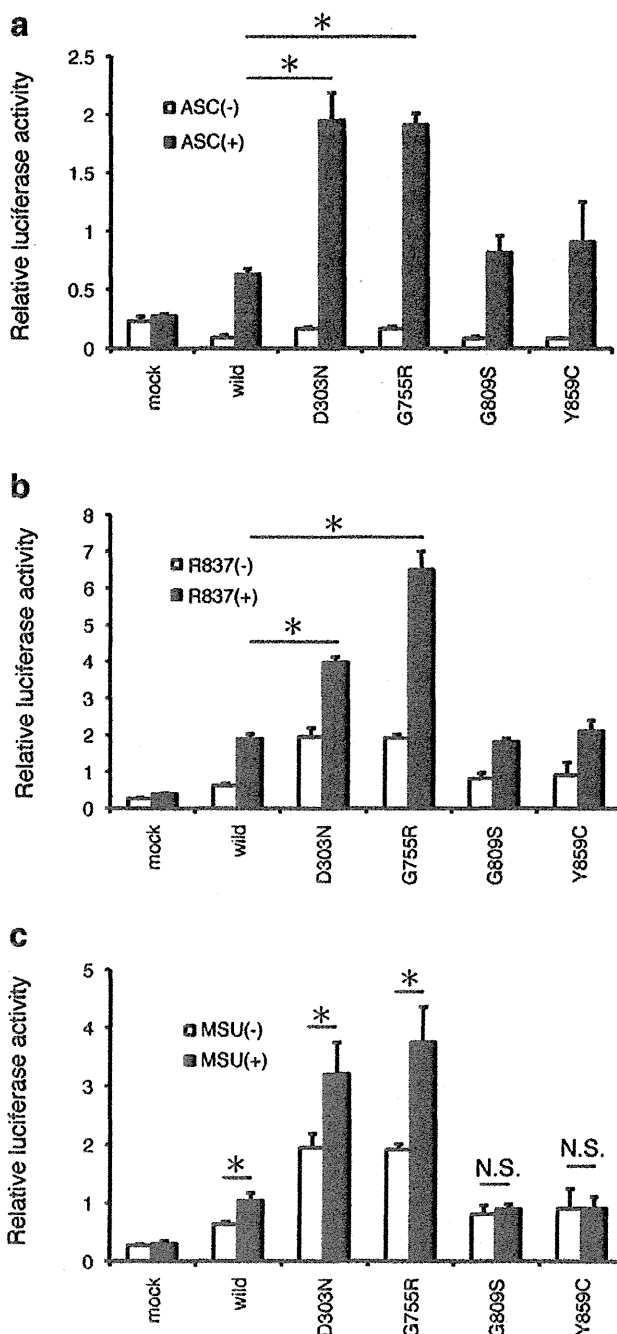 a
*
*
2.5
2
1.5
1
0.5
0
Relative luciferase activity
ASC(-)
ASC(+)
mock
wild
D303N
G755R
G809S
Y859C
b
*
*
8
7
6
5
4
3
2
1
0
Relative luciferase activity
R837(-)
R837(+)
mock
wild
D303N
G755R
G809S
Y859C
c
5
4
3
2
1
0
Relative luciferase activity
MSU(-)
MSU(+)
*
*
*
N.S.
N.S.
mock
wild
D303N
G755R
G809S
Y859C